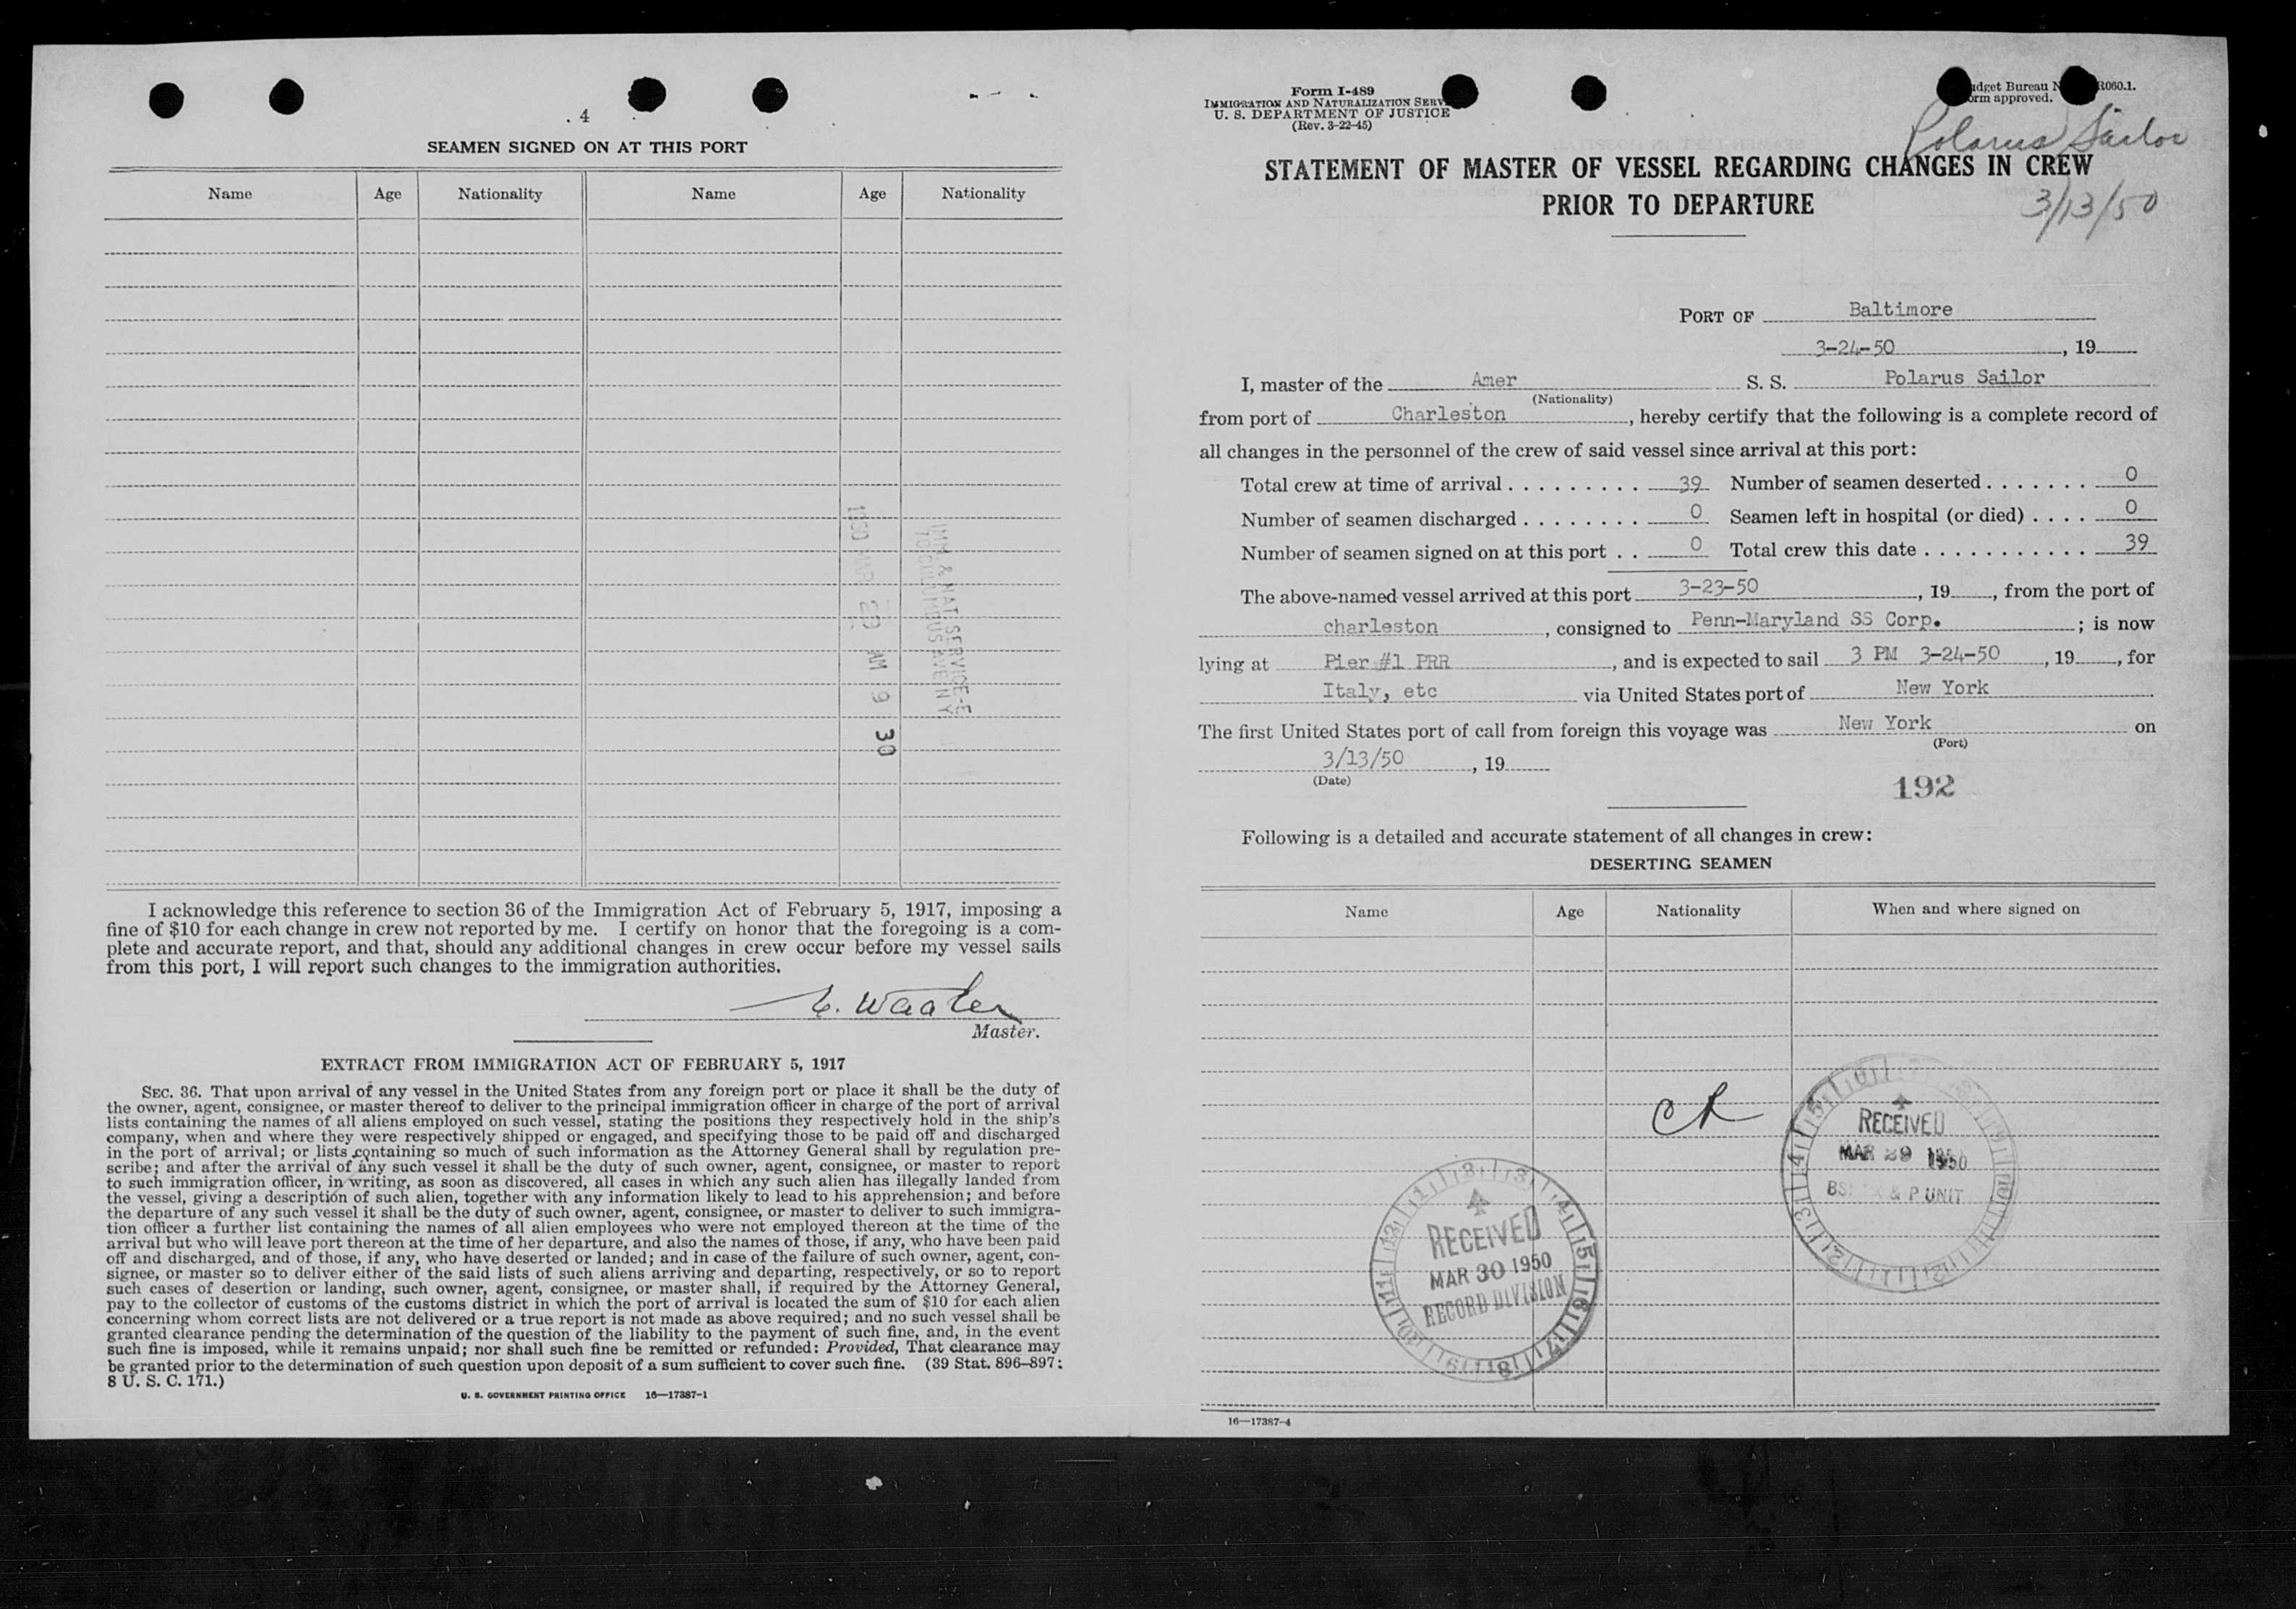 . 4
SEAMEN SIGNED ON AT THIS PORT
Name Age Nationality Name Age Nationality
1950 MAR 29 AM 9 30
IMM & NAT. SERVICE-E
70 COLUMBUS AVE N Y
I acknowledge this reference to section 36 of the Immigration Act of February 5, 1917, imposing a
fine of $10 for each change in crew not reported by me. I certify on honor that the foregoing is a com-
plete and accurate report, and that, should any additional changes in crew occur before my vessel sails
from this port, I will report such changes to the immigration authorities.
Master.
EXTRACT FROM IMMIGRATION ACT OF FEBRUARY 5, 1917
SEC. 36. That upon arrival of any vessel in the United States from any foreign port or place it shall be the duty of
the owner, agent, consignee, or master thereof to deliver to the principal immigration officer in charge of the port of arrival
lists containing the names of all aliens employed on such vessel, stating the positions they respectively hold in the ship's
company, when and where they were respectively shipped or engaged, and specifying those to be paid off and discharged
in the port of arrival; or lists containing so much of such information as the Attorney General shall by regulation pre-
scribe; and after the arrival of any such vessel it shall be the duty of such owner, agent, consignee, or master to report
to such immigration officer, in writing, as soon as discovered, all cases in which any such alien has illegally landed from
the vessel, giving a description of such alien, together with any information likely to lead to his apprehension; and before
the departure of any such vessel it shall be the duty of such owner, agent, consignee, or master to deliver to such immigra-
tion officer a further list containing the names of all alien employees who were not employed thereon at the time of the
arrival but who will leave port thereon at the time of her departure, and also the names of those, if any, who have been paid
off and discharged, and of those, if any, who have deserted or landed; and in case of the failure of such owner, agent, con-
signee, or master so to deliver either of the said lists of such aliens arriving and departing, respectively, or so to report
such cases of desertion or landing, such owner, agent, consignee, or master shall, if required by the Attorney General,
pay to the collector of customs of the customs district in which the port of arrival is located the sum of $10 for each alien
concerning whom correct lists are not delivered or a true report is not made as above required; and no such vessel shall be
granted clearance pending the determination of the question of the liability to the payment of such fine, and, in the event
such fine is imposed, while it remains unpaid; nor shall such fine be remitted or refunded: Provided, That clearance may
be granted prior to the determination of such question upon deposit of a sum sufficient to cover such fine. (39 Stat. 896–897;
8 U. S. C. 171.)
U. S. GOVERNMENT PRINTING OFFICE 16—17387-1
Form I-489
IMMIGRATION AND NATURALIZATION SERV
U. S. DEPARTMENT OF JUSTICE
(Rev. 3-22-45)
dget Bureau N R060.1.
orm approved.
Polarus Sailor
STATEMENT OF MASTER OF VESSEL REGARDING CHANGES IN CREW
PRIOR TO DEPARTURE
3/13/50
PORT OF Baltimore
3-24-50, 19
I, master of the Amer S. S. Polarus Sailor
(Nationality)
from port of Charleston, hereby certify that the following is a complete record of
all changes in the personnel of the crew of said vessel since arrival at this port:
Total crew at time of arrival . . . . . . . . . . 39 Number of seamen deserted . . . . . . . 0
Number of seamen discharged . . . . . . . . 0 Seamen left in hospital (or died) . . . . 0
Number of seamen signed on at this port . . 0 Total crew this date . . . . . . . . . . . 39
The above-named vessel arrived at this port 3-23-50, 19, from the port of
charleston, consigned to Penn-Maryland SS Corp. ; is now
lying at Pier #1 PRR, and is expected to sail 3 PM 3-24-50, 19, for
Italy, etc via United States port of New York
The first United States port of call from foreign this voyage was New York on
(Port)
3/13/50, 19
(Date)
192
Following is a detailed and accurate statement of all changes in crew:
DESERTING SEAMEN
Name Age Nationality When and where signed on
RECEIVED
MAR 29 1950
& P UNIT
RECEIVED
MAR 30 1950
RECORD DIVISION
16—17387-4